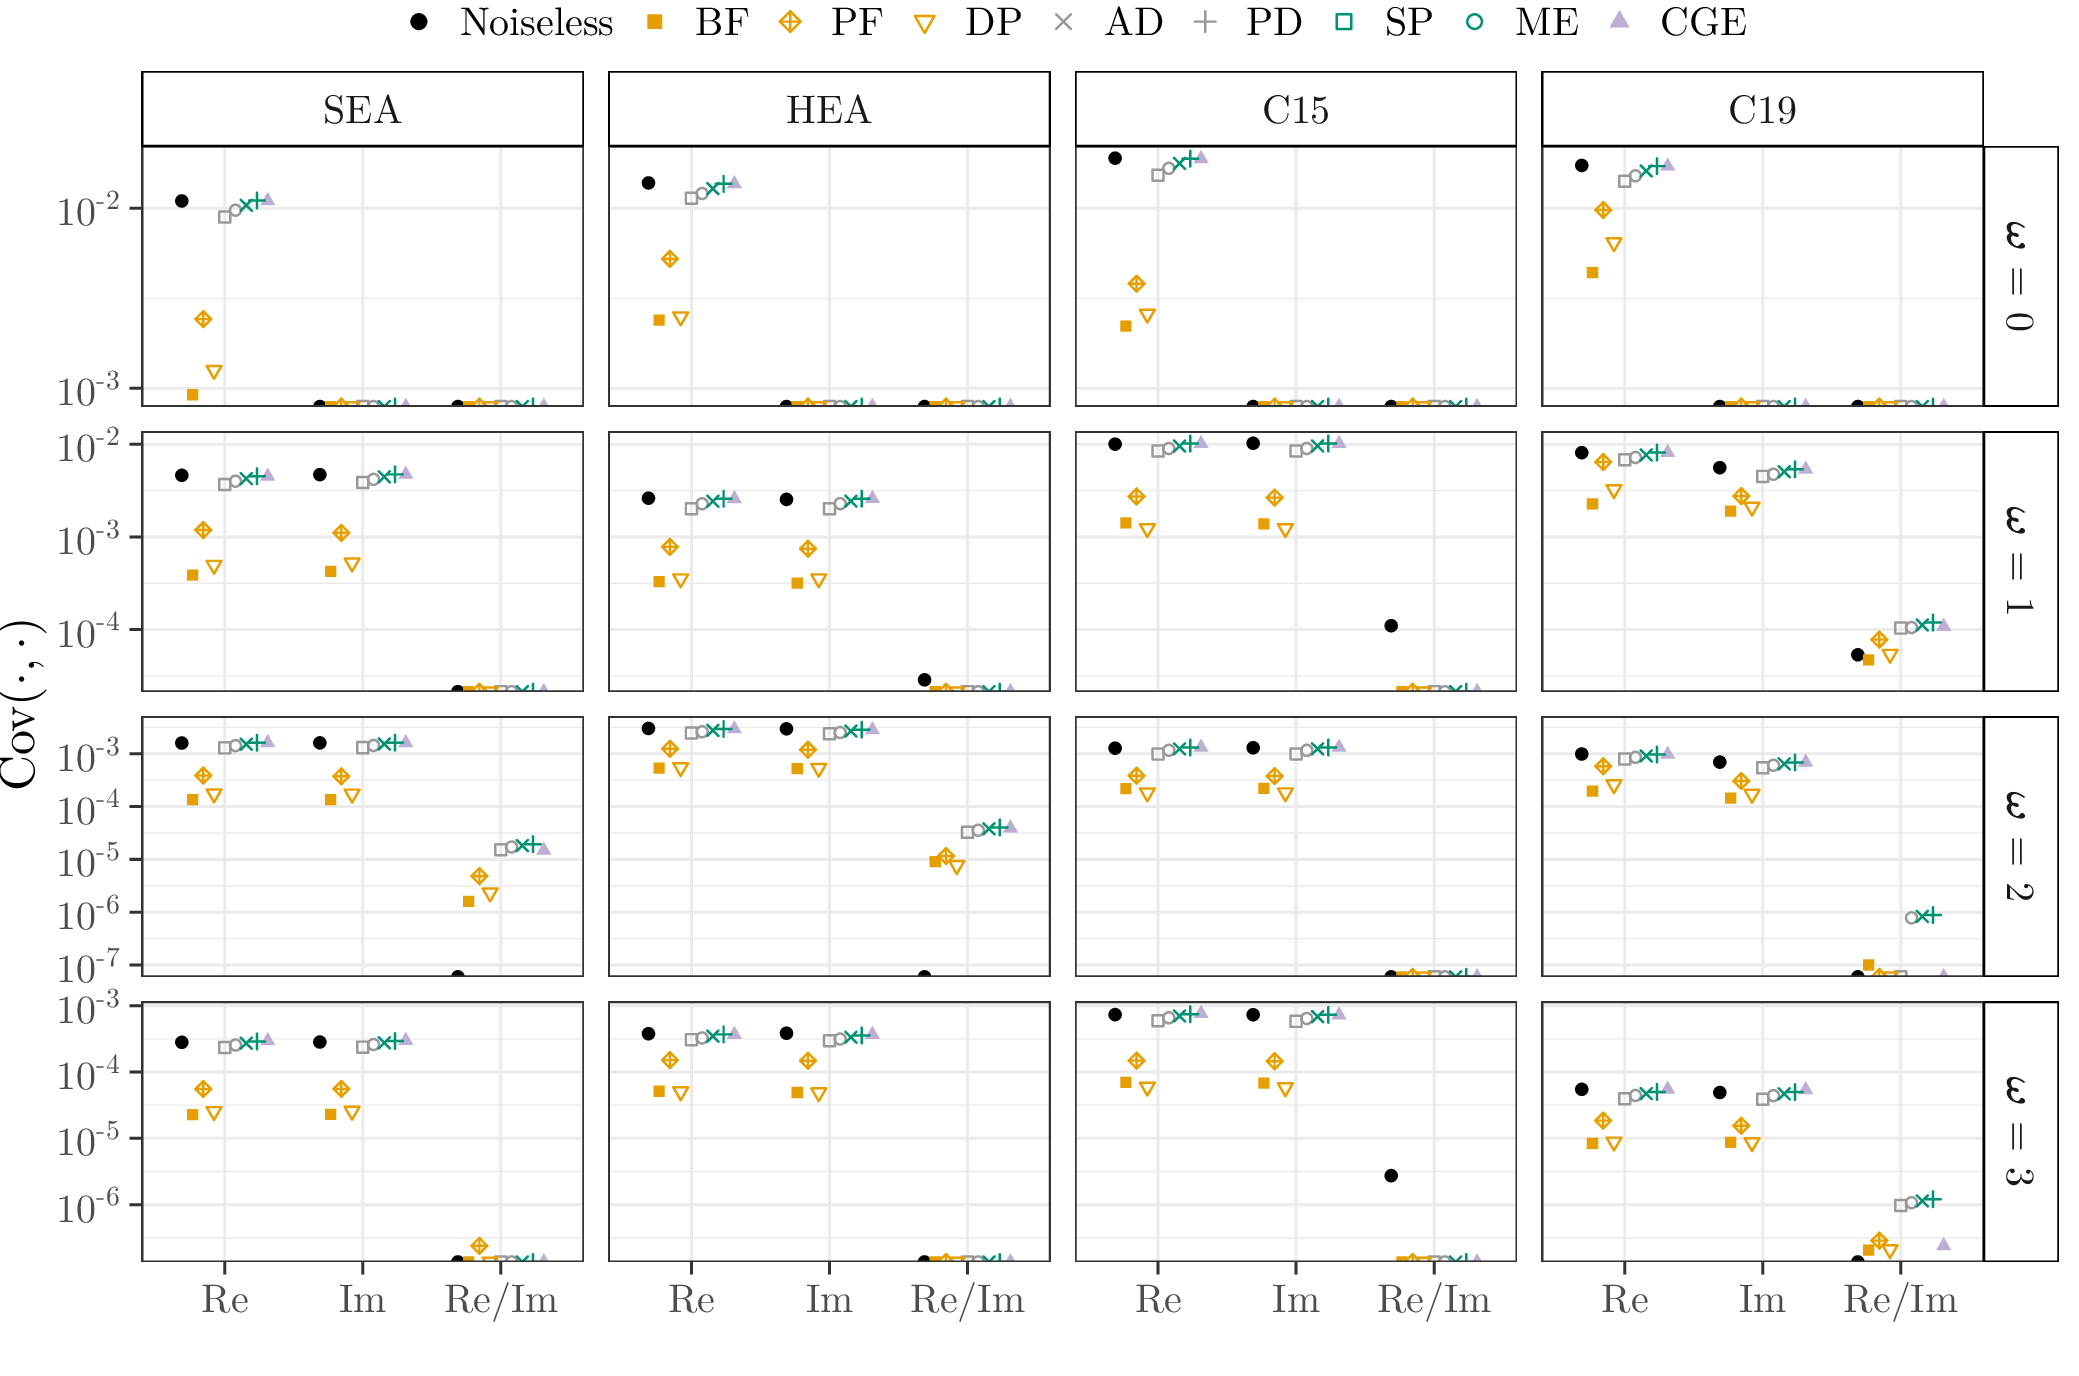 Noiseless BF PF DP AD PD SP ME CGE
SEA HEA C15 C19
10-2
10-3
ε = 0
10-2
10-3
10-4
ε = 1
Cov(·, ·)
10-3
10-4
10-5
10-6
10-7
ε = 2
10-3
10-4
10-5
10-6
ε = 3
Re Im Re/Im Re Im Re/Im Re Im Re/Im Re Im Re/Im